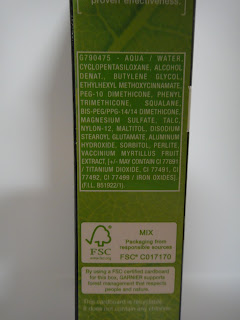 proven effectiveness.
G790475 - AQUA / WATER,
CYCLOPENTASILOXANE, ALCOHOL
DENAT., BUTYLENE GLYCOL,
ETHYLHEXYL METHOXYCINNAMATE,
PEG-10 DIMETHICONE, PHENYL
TRIMETHICONE, SQUALANE,
BIS-PEG/PPG-14/14 DIMETHICONE,
MAGNESIUM SULFATE, TALC,
NYLON-12, MALTITOL, DISODIUM
STEAROYL GLUTAMATE, ALUMINUM
HYDROXIDE, SORBITOL, PERLITE,
VACCINIUM MYRTILLUS FRUIT
EXTRACT, [+/- MAY CONTAIN CI 77891
/ TITANIUM DIOXIDE, CI 77491, CI
77492, CI 77499 / IRON OXIDES]
(F.I.L. B51022/1)
FSC
MIX
Packaging from
responsible sources
FSC® C017170
By using a FSC certified cardboard
for this box, GARNIER supports
forest management that respects
people and nature.
This cardboard is recyclable